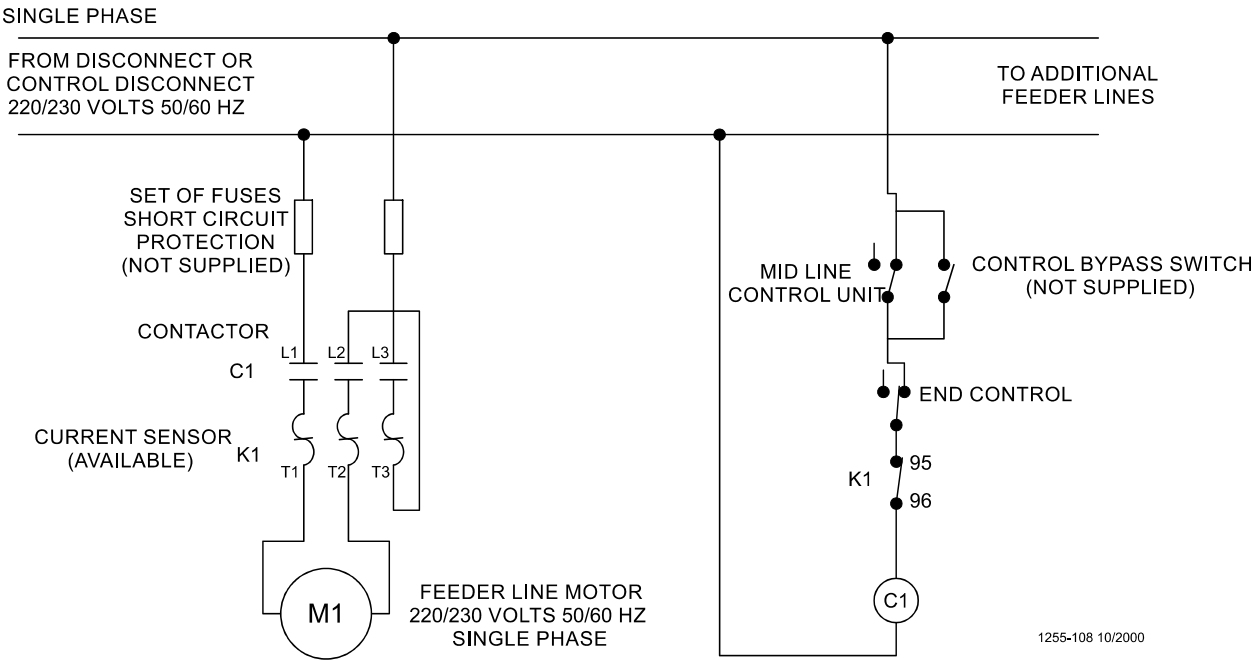 SINGLE PHASE
FROM DISCONNECT OR
CONTROL DISCONNECT
220/230 VOLTS 50/60 HZ
TO ADDITIONAL
FEEDER LINES
SET OF FUSES
SHORT CIRCUIT
PROTECTION
(NOT SUPPLIED)
MID LINE
CONTROL UNIT
CONTROL BYPASS SWITCH
(NOT SUPPLIED)
CONTACTOR
C1
L1 L2 L3
END CONTROL
CURRENT SENSOR
(AVAILABLE)
K1
T1 T2 T3
K1
95
96
M1
FEEDER LINE MOTOR
220/230 VOLTS 50/60 HZ
SINGLE PHASE
C1
1255-108 10/2000